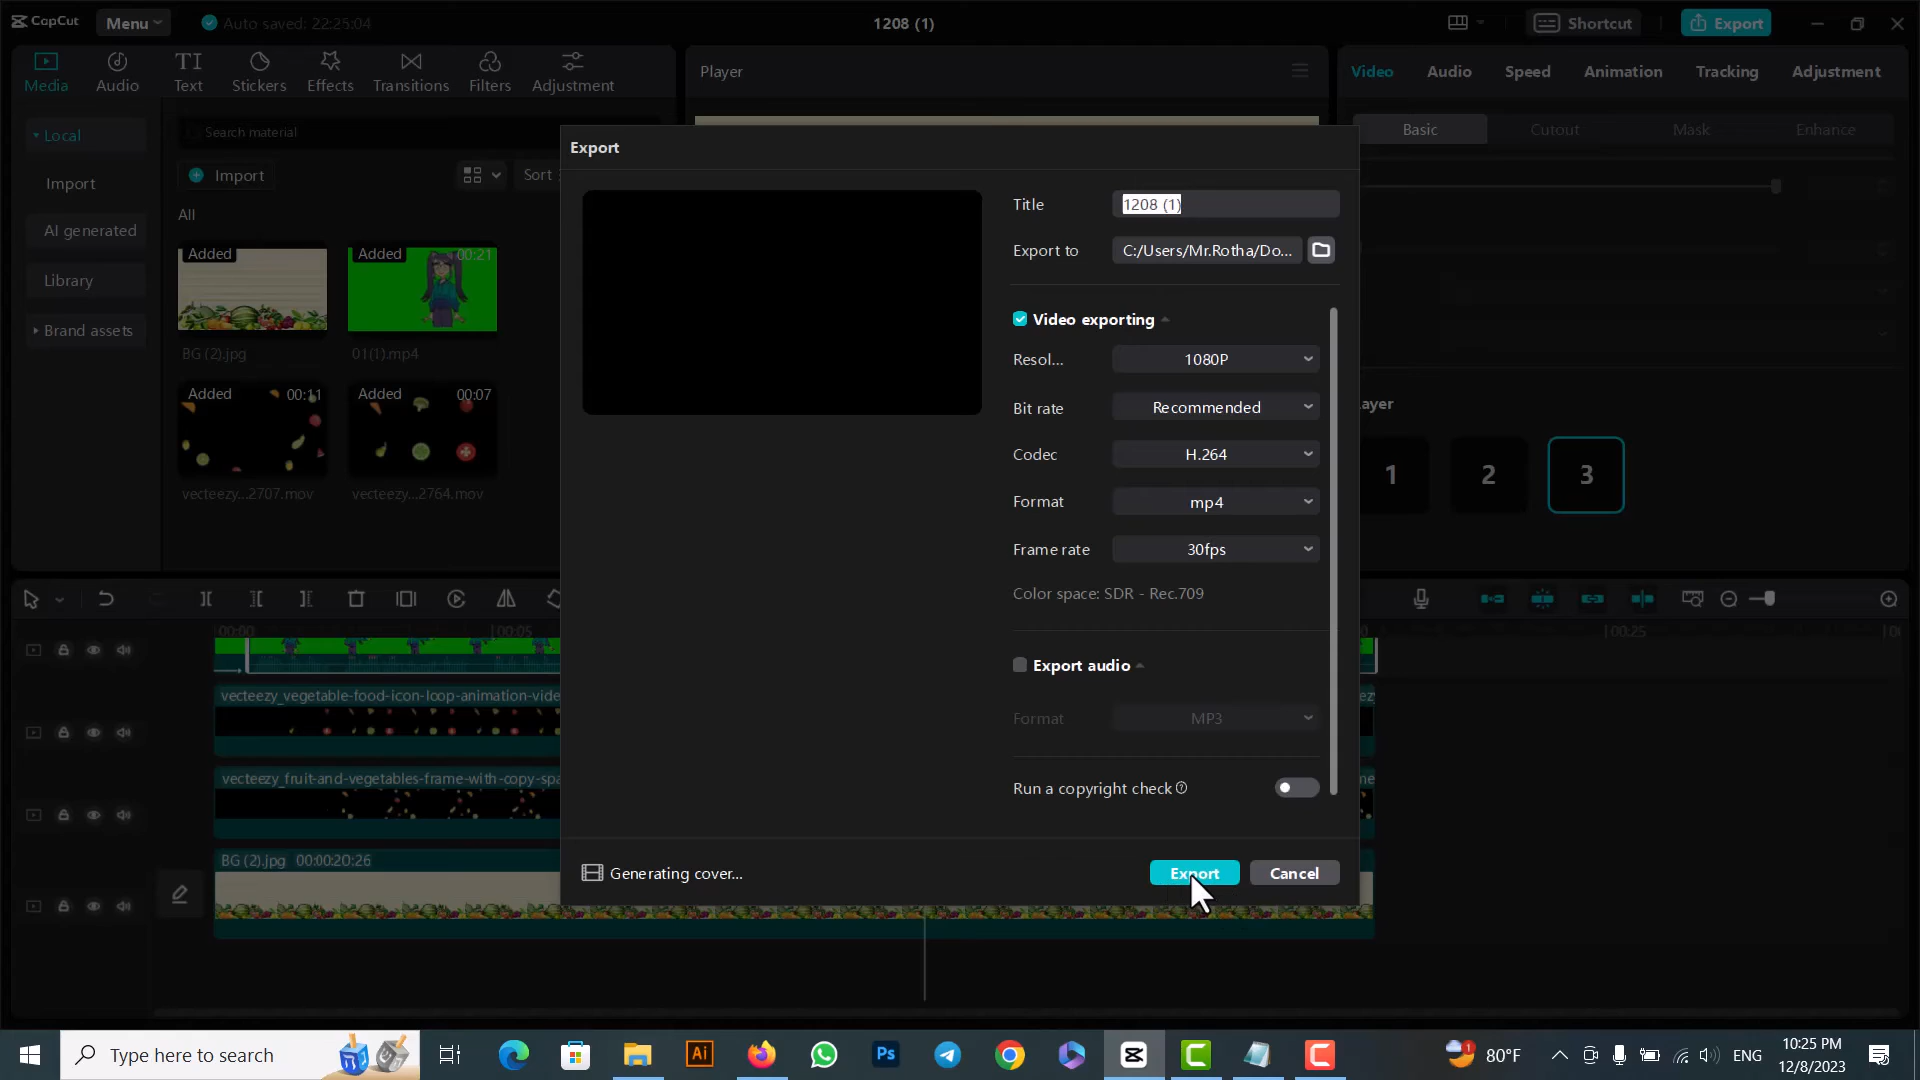 CapCut
Menu
Auto saved: 22:25:04
1208 (1)
Shortcut
Export
Media
Audio
Text
Stickers
Effects
Transitions
Filters
Adjustment
Player
Video
Audio
Speed
Animation
Tracking
Adjustment
Local
Import
AI generated
Library
Brand assets
Search material
Import
Sort
All
Added
BG (2).jpg
Added 00:21
01(1).mp4
Added 00:11
vecteezy...2707.mov
Added 00:07
vecteezy...2764.mov
Basic
Cutout
Mask
Enhance
ayer
1
2
3
Export
Title
1208 (1)
Export to
C:/Users/Mr.Rotha/Do...
Video exporting
Resol...
1080P
Bit rate
Recommended
Codec
H.264
Format
mp4
Frame rate
30fps
Color space: SDR - Rec.709
Export audio
Format
MP3
Run a copyright check
Generating cover...
Export
Cancel
00:00
00:05
00:25
vecteezy_vegetable-food-icon-loop-animation-vide
vecteezy_fruit-and-vegetables-frame-with-copy-spa
BG (2).jpg 00:00:20:26
Type here to search
Ai
Ps
80°F
ENG
10:25 PM
12/8/2023